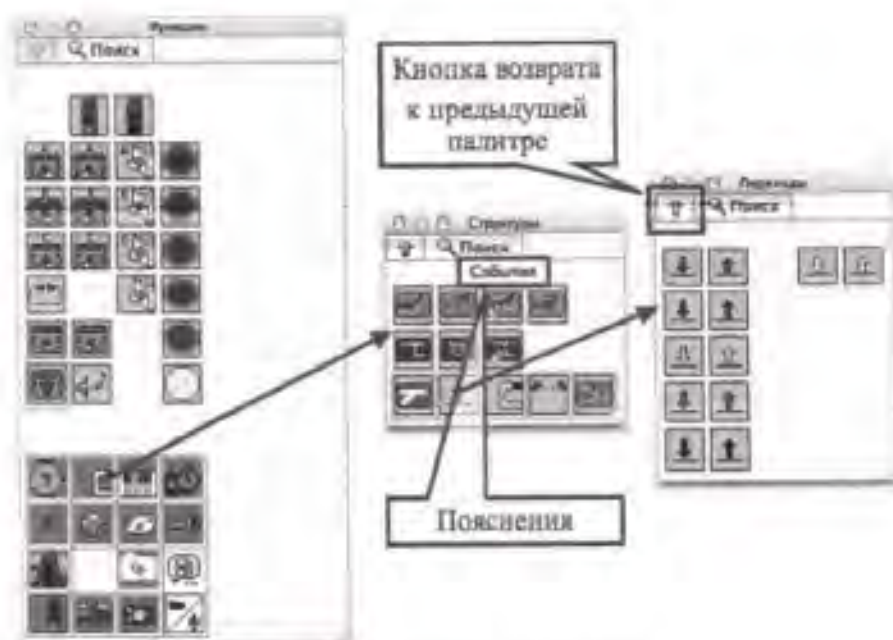 Функции
Поиск
Кнопка возврата
к предыдущей
палитре
Структуры
Поиск
События
Переходы
Поиск
Пояснения